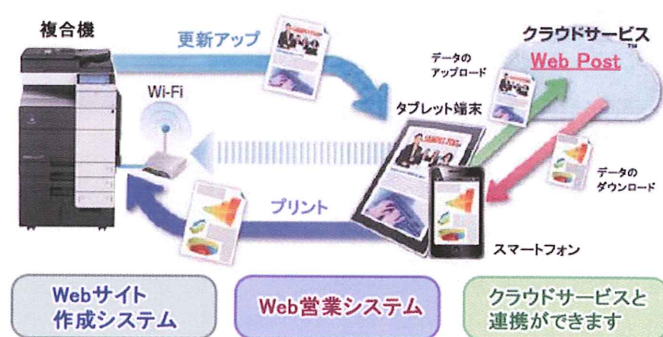 複合機
更新アップ
クラウドサービス
Web Post
TM
データの
アップロード
Wi-Fi
タブレット端末
SAMPLE
データの
ダウンロード
プリント
スマートフォン
Webサイト
作成システム
Web営業システム
クラウドサービスと
連携ができます